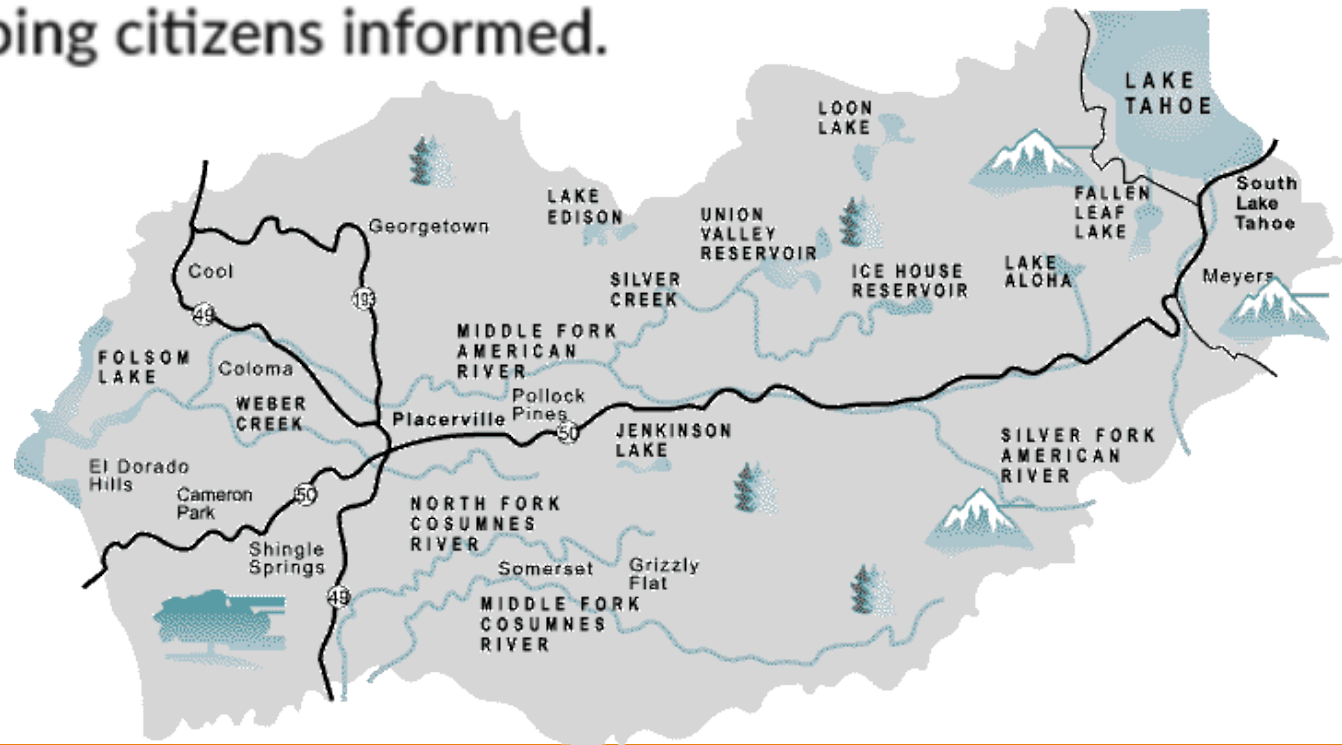 ping citizens informed.
LAKE
TAHOE
LOON
LAKE
FALLEN
LEAF
LAKE
South
Lake
Tahoe
LAKE
EDISON
UNION
VALLEY
RESERVOIR
Georgetown
Cool
SILVER
CREEK
ICE HOUSE
RESERVOIR
LAKE
ALOHA
Meyers
193
49
MIDDLE FORK
AMERICAN
RIVER
FOLSOM
LAKE
Coloma
WEBER
CREEK
Placerville
Pollock
Pines
50
JENKINSON
LAKE
SILVER FORK
AMERICAN
RIVER
El Dorado
Hills
Cameron
Park
50
NORTH FORK
COSUMNES
RIVER
Shingle
Springs
Somerset
Grizzly
Flat
49
MIDDLE FORK
COSUMNES
RIVER